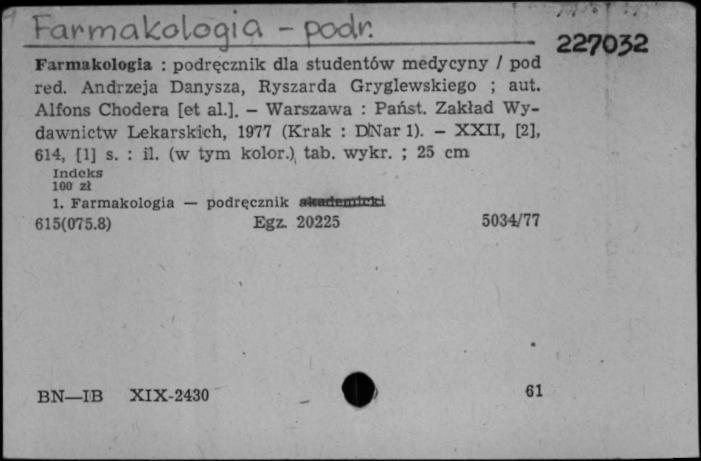 Farmakologia - podr.
227032
Farmakologia : podręcznik dla studentów medycyny / pod
red. Andrzeja Danysza, Ryszarda Gryglewskiego ; aut.
Alfons Chodera [et al.]. — Warszawa : Państ. Zakład Wy-
dawnictw Lekarskich, 1977 (Krak : DNar 1). — XXII, [2],
614, [1] s. : il. (w tym kolor.), tab. wykr. ; 25 cm
Indeks
100 zł
1. Farmakologia — podręcznik akademicki
615(075.8) Egz. 20225 5034/77
BN—IB XIX-2430 61